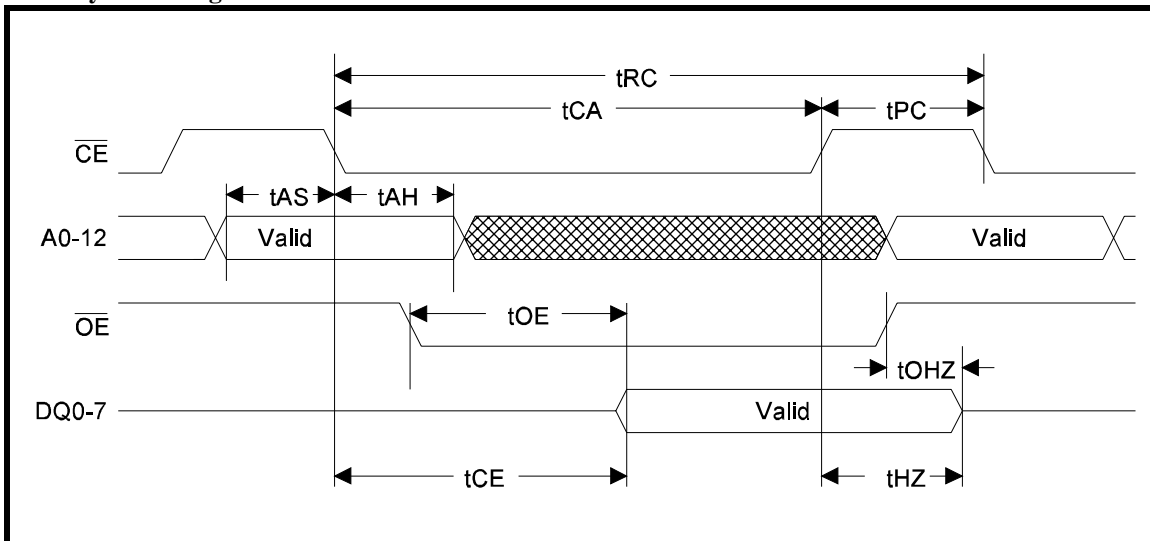 tRC
tCA
tPC
CE
tAS
tAH
A0-12
Valid
Valid
OE
tOE
tOHZ
DQ0-7
Valid
tCE
tHZ